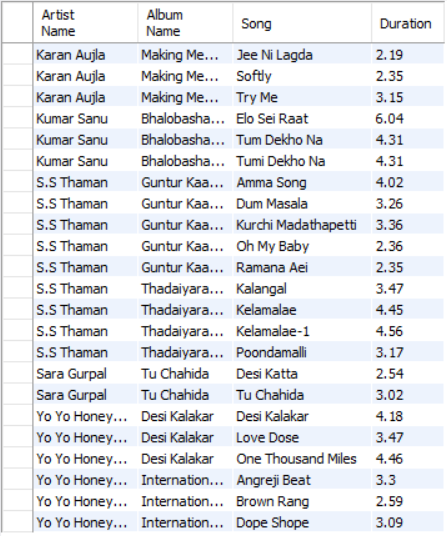 Artist Name Album Name Song Duration
Karan Aujla Making Me... Jee Ni Lagda 2.19
Karan Aujla Making Me... Softly 2.35
Karan Aujla Making Me... Try Me 3.15
Kumar Sanu Bhalobasha... Elo Sei Raat 6.04
Kumar Sanu Bhalobasha... Tum Dekho Na 4.31
Kumar Sanu Bhalobasha... Tumi Dekho Na 4.31
S.S Thaman Guntur Kaa... Amma Song 4.02
S.S Thaman Guntur Kaa... Dum Masala 3.26
S.S Thaman Guntur Kaa... Kurchi Madathapetti 3.36
S.S Thaman Guntur Kaa... Oh My Baby 2.36
S.S Thaman Guntur Kaa... Ramana Aei 2.35
S.S Thaman Thadaiyara... Kalangal 3.47
S.S Thaman Thadaiyara... Kelamalae 4.45
S.S Thaman Thadaiyara... Kelamalae-1 4.56
S.S Thaman Thadaiyara... Poondamalli 3.17
Sara Gurpal Tu Chahida Desi Katta 2.54
Sara Gurpal Tu Chahida Tu Chahida 3.02
Yo Yo Honey... Desi Kalakar Desi Kalakar 4.18
Yo Yo Honey... Desi Kalakar Love Dose 3.47
Yo Yo Honey... Desi Kalakar One Thousand Miles 4.46
Yo Yo Honey... Internation... Angreji Beat 3.3
Yo Yo Honey... Internation... Brown Rang 2.59
Yo Yo Honey... Internation... Dope Shope 3.09